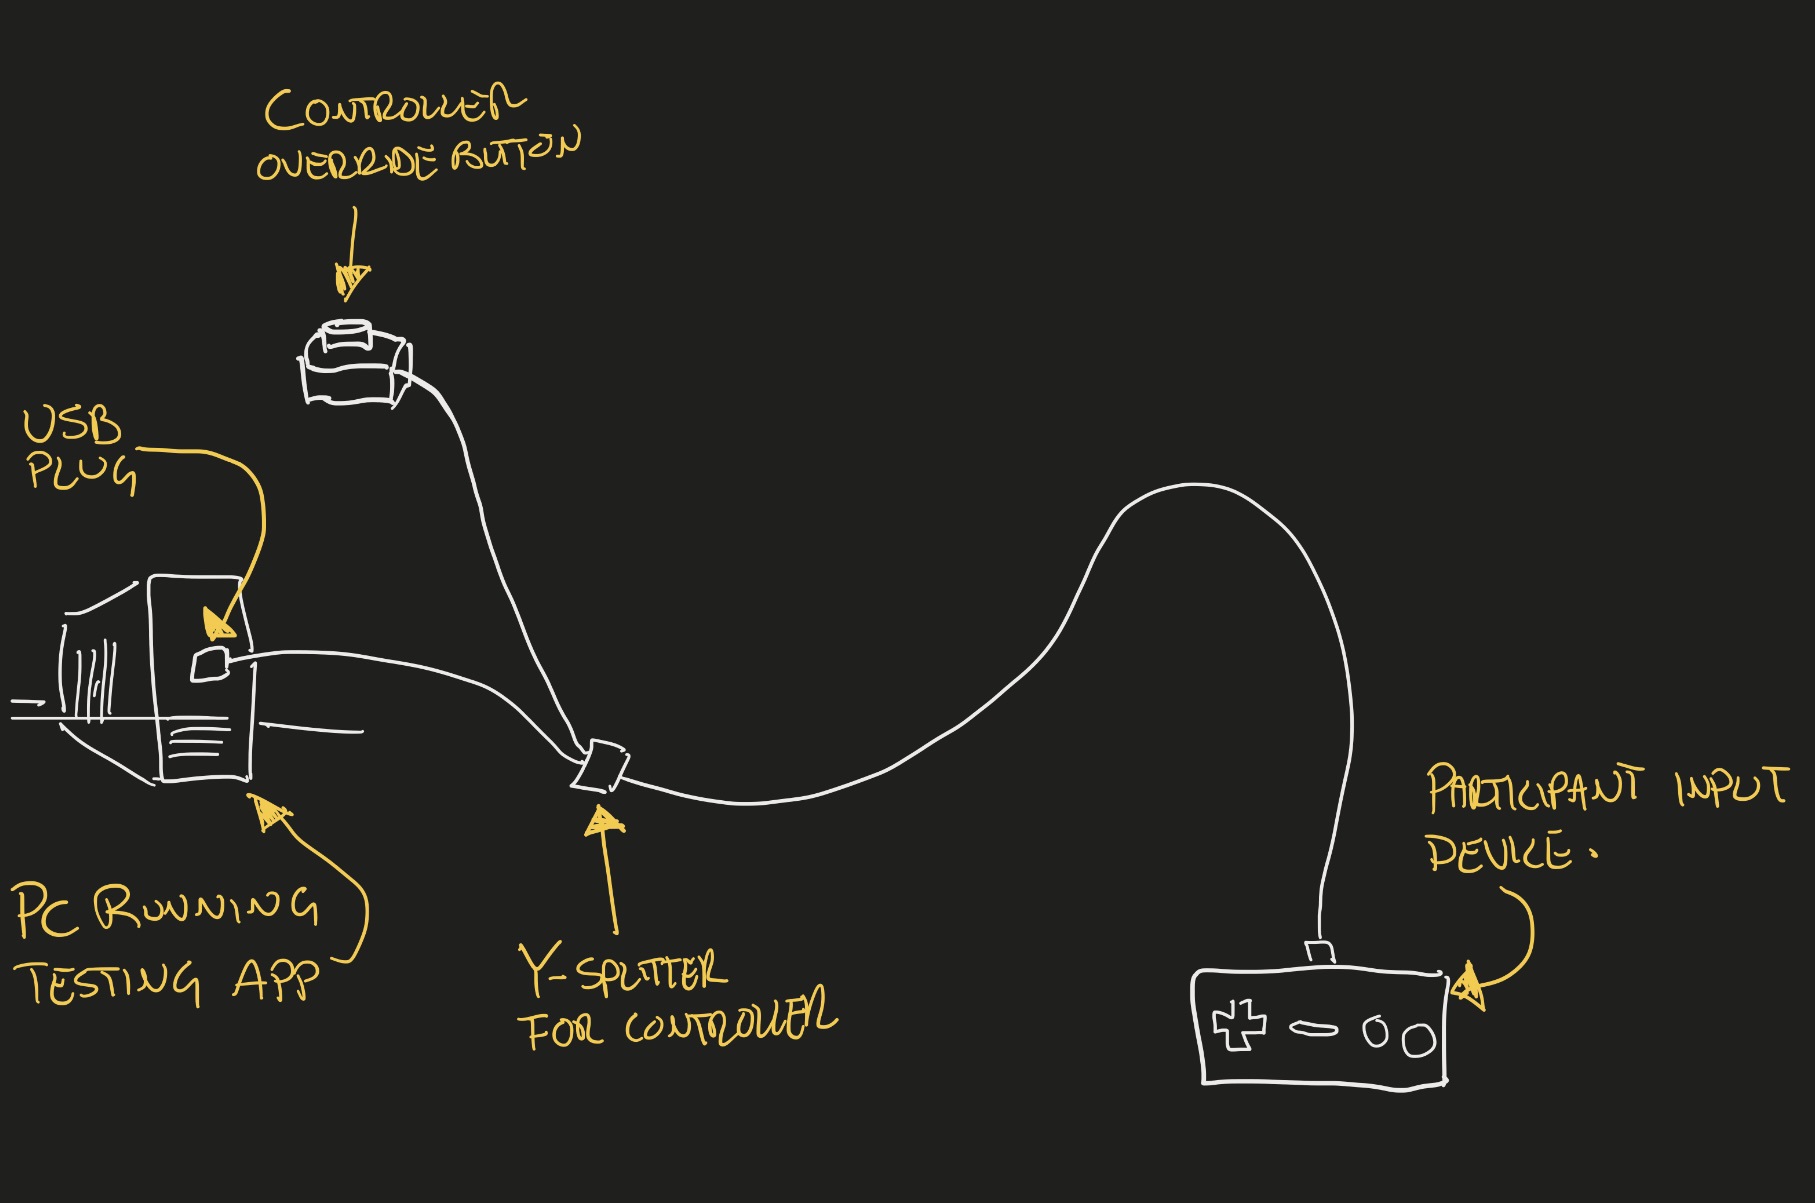 CONTROLLER
OVERRIDE BUTTON
USB
PLUG
PC RUNNING
TESTING APP
Y-SPLITTER
FOR CONTROLLER
PARTICIPANT INPUT
DEVICE.